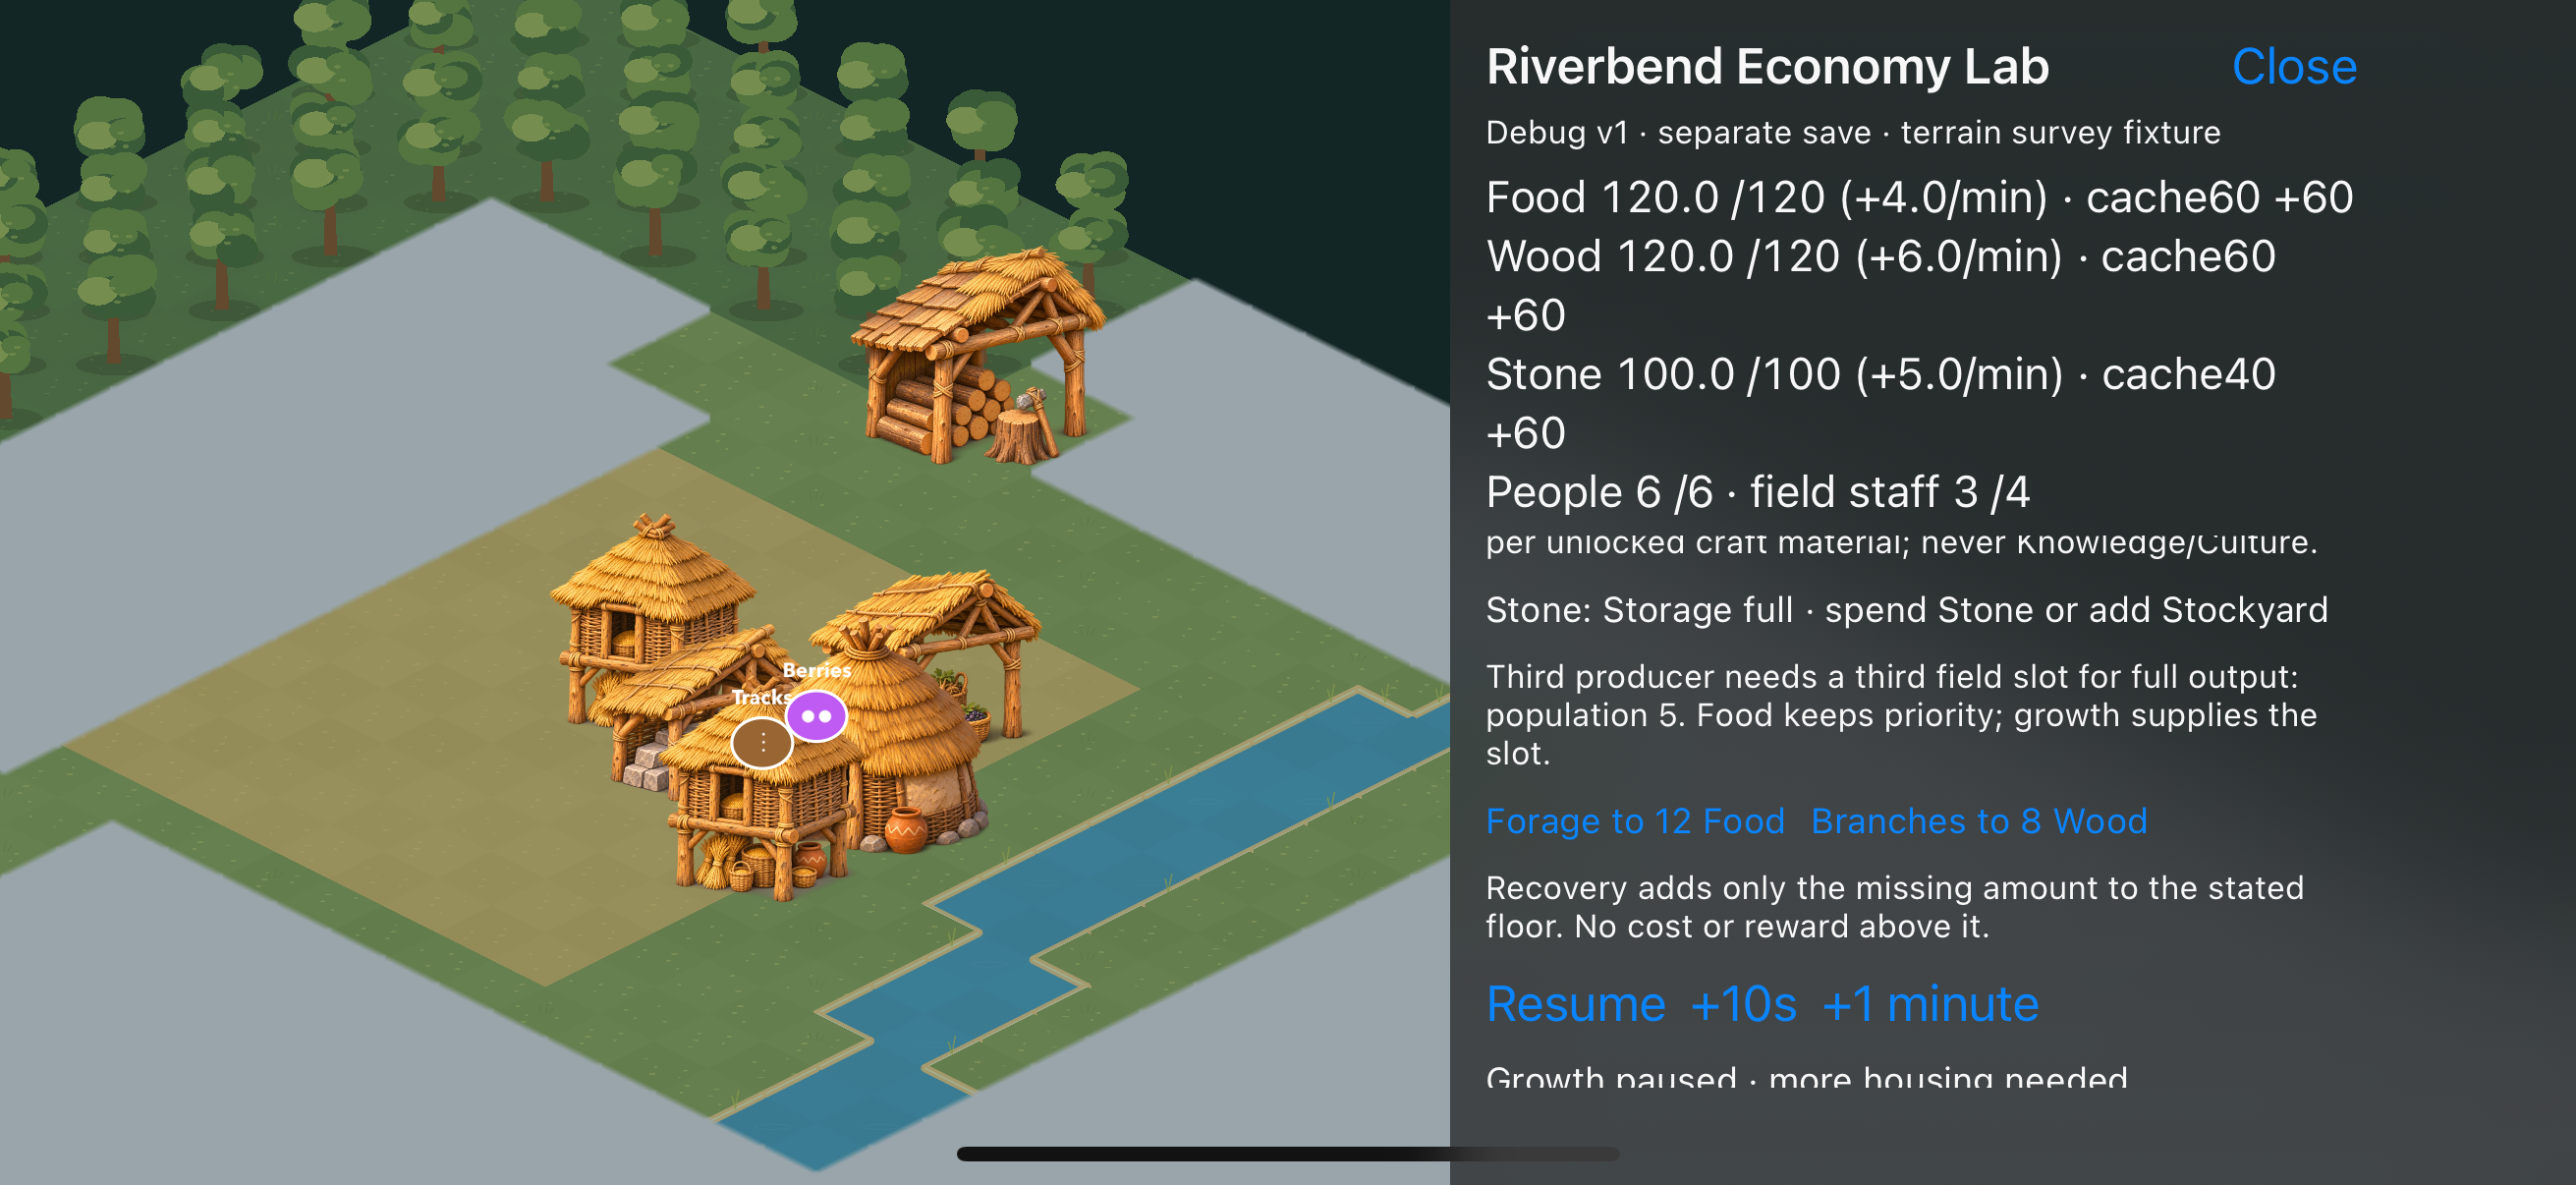 Berries
Tracks
Riverbend Economy Lab
Close
Debug v1 · separate save · terrain survey fixture
Food 120.0 /120 (+4.0/min) · cache60 +60
Wood 120.0 /120 (+6.0/min) · cache60
+60
Stone 100.0 /100 (+5.0/min) · cache40
+60
People 6 /6 · field staff 3 /4
per unlocked craft material; never Knowledge/Culture.
Stone: Storage full · spend Stone or add Stockyard
Third producer needs a third field slot for full output:
population 5. Food keeps priority; growth supplies the
slot.
Forage to 12 Food Branches to 8 Wood
Recovery adds only the missing amount to the stated
floor. No cost or reward above it.
Resume +10s +1 minute
Growth paused · more housing needed